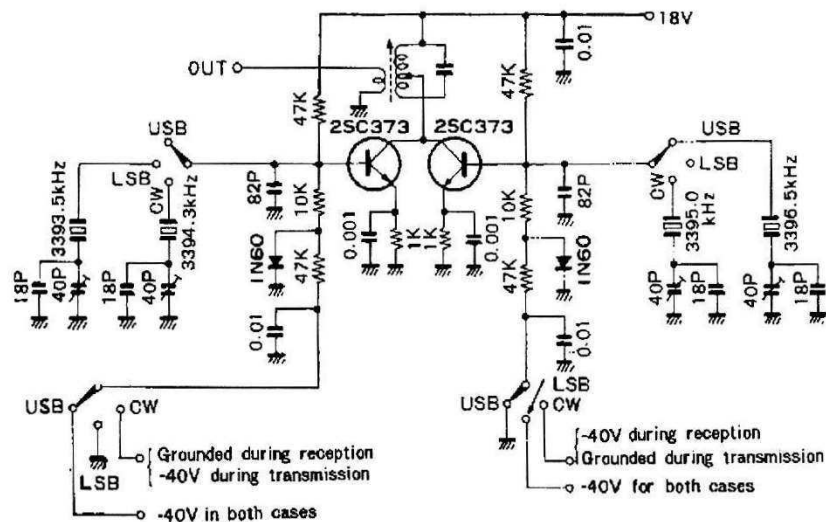 18V
0.01
OUT
47K
47K
2SC373
2SC373
USB
LSB
CW
USB
LSB
CW
3393.5kHz
3394.3kHz
82P
10K
0.001
1K
1K
0.001
10K
82P
3395.0
kHz
3396.5kHz
18P
40P
18P
40P
1N60
47K
47K
1N60
40P
18P
40P
18P
0.01
0.01
USB
CW
LSB
Grounded during reception
-40V during transmission
-40V in both cases
USB
LSB
CW
-40V during reception
Grounded during transmission
-40V for both cases